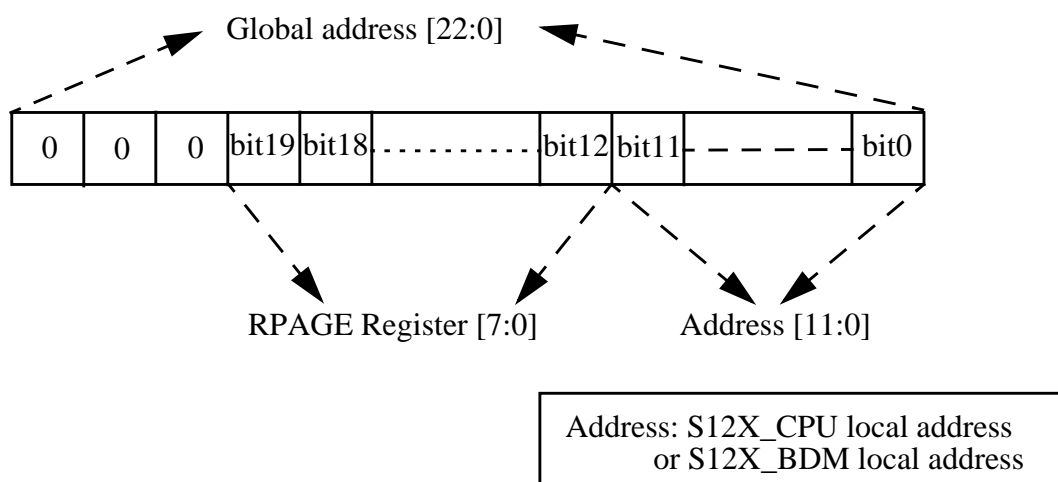 Global address [22:0]
0 0 0 bit19 bit18 bit12 bit11 bit0
RPAGE Register [7:0] Address [11:0]
Address: S12X_CPU local address
or S12X_BDM local address